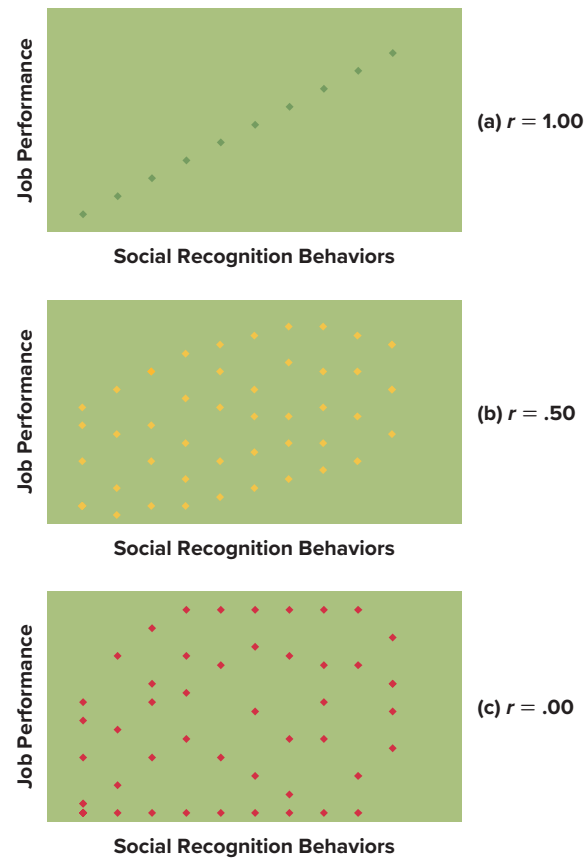 Job Performance
(a) r = 1.00
Social Recognition Behaviors
Job Performance
(b) r = .50
Social Recognition Behaviors
Job Performance
(c) r = .00
Social Recognition Behaviors